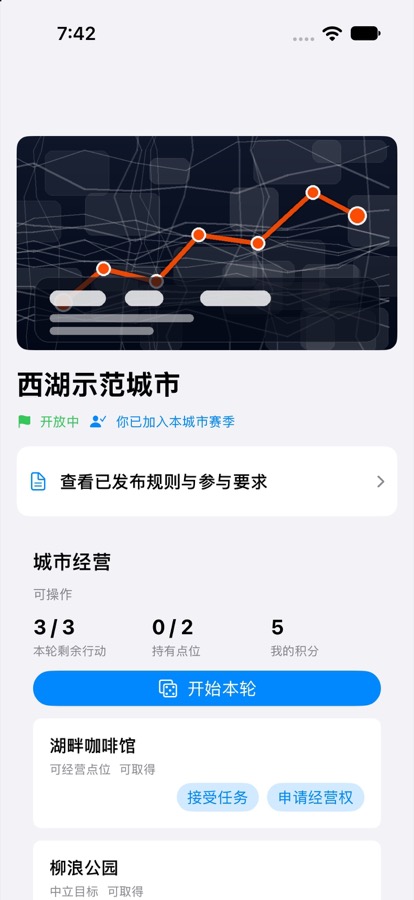 7:42
西湖示范城市
开放中 你已加入本城市赛季
查看已发布规则与参与要求
城市经营
可操作
3 / 3 0 / 2 5
本轮剩余行动 持有点位 我的积分
开始本轮
湖畔咖啡馆
可经营点位 可取得
接受任务 申请经营权
柳浪公园
中立目标 可取得